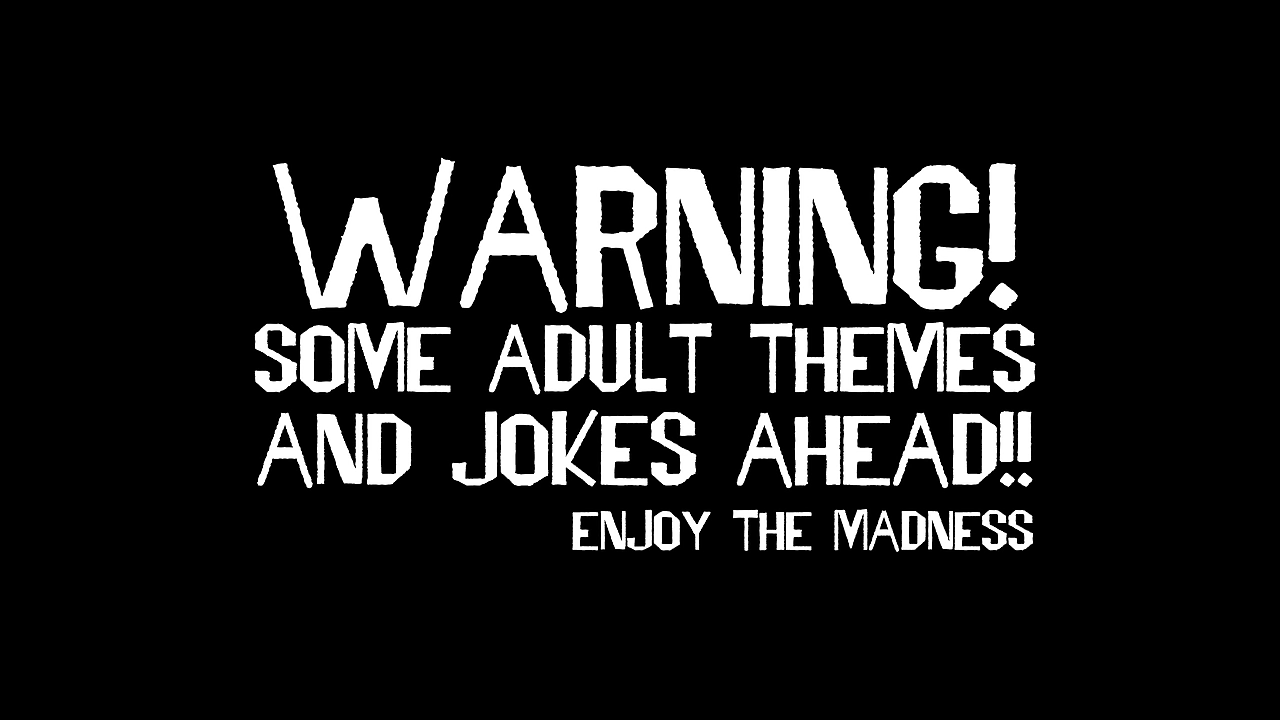 WARNING!
SOME ADULT THEMES
AND JOKES AHEAD!!
ENJOY THE MADNESS